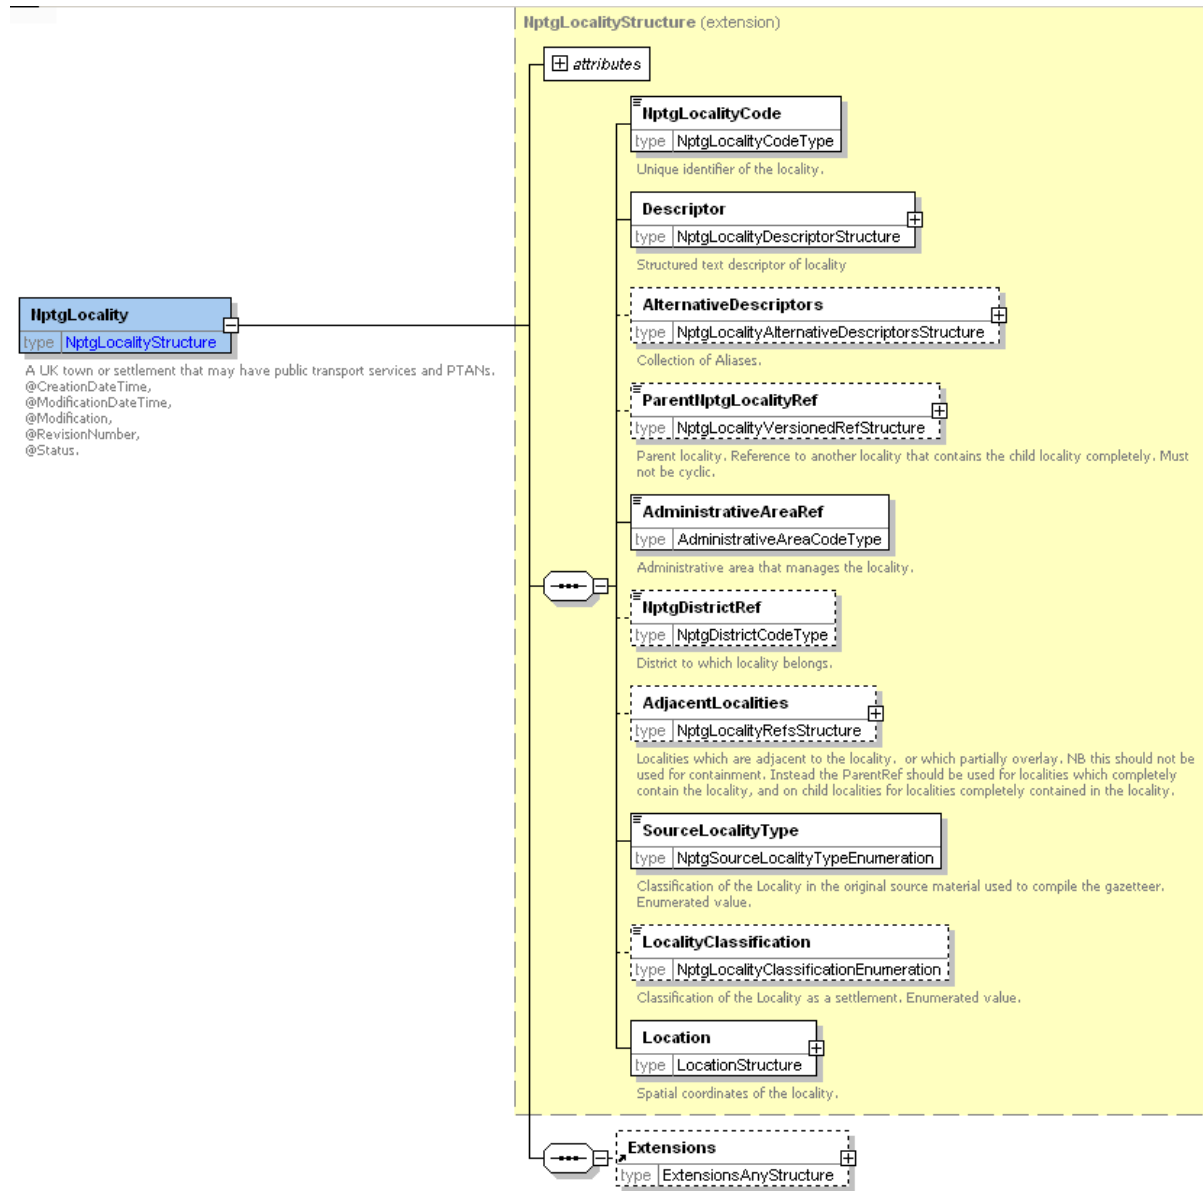 NptgLocalityStructure (extension)
attributes
NptgLocalityCode
type NptgLocalityCodeType
Unique identifier of the locality.
Descriptor
type NptgLocalityDescriptorStructure
Structured text descriptor of locality
NptgLocality
type NptgLocalityStructure
A UK town or settlement that may have public transport services and PTANs.
@CreationDateTime,
@ModificationDateTime,
@Modification,
@RevisionNumber,
@Status.
AlternativeDescriptors
type NptgLocalityAlternativeDescriptorsStructure
Collection of Aliases.
ParentNptgLocalityRef
type NptgLocalityVersionedRefStructure
Parent locality. Reference to another locality that contains the child locality completely. Must
not be cyclic.
AdministrativeAreaRef
type AdministrativeAreaCodeType
Administrative area that manages the locality.
NptgDistrictRef
type NptgDistrictCodeType
District to which locality belongs.
AdjacentLocalities
type NptgLocalityRefsStructure
Localities which are adjacent to the locality, or which partially overlay. NB this should not be
used for containment. Instead the ParentRef should be used for localities which completely
contain the locality, and on child localities for localities completely contained in the locality.
SourceLocalityType
type NptgSourceLocalityTypeEnumeration
Classification of the Locality in the original source material used to compile the gazetteer.
Enumerated value.
LocalityClassification
type NptgLocalityClassificationEnumeration
Classification of the Locality as a settlement. Enumerated value.
Location
type LocationStructure
Spatial coordinates of the locality.
Extensions
type ExtensionsAnyStructure